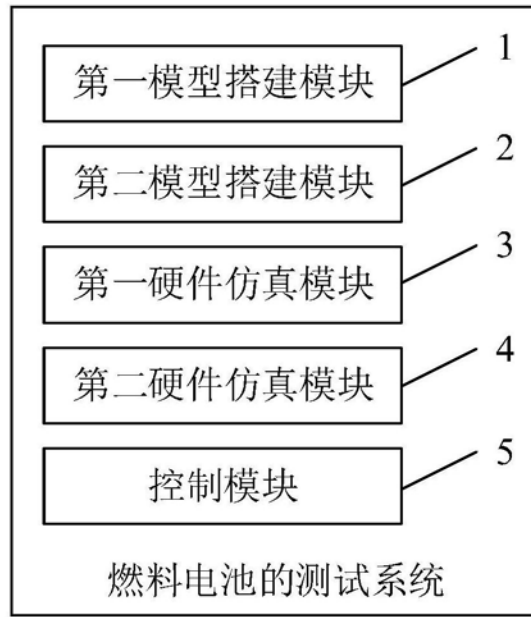 第一模型搭建模块 1
第二模型搭建模块 2
第一硬件仿真模块 3
第二硬件仿真模块 4
控制模块 5
燃料电池的测试系统